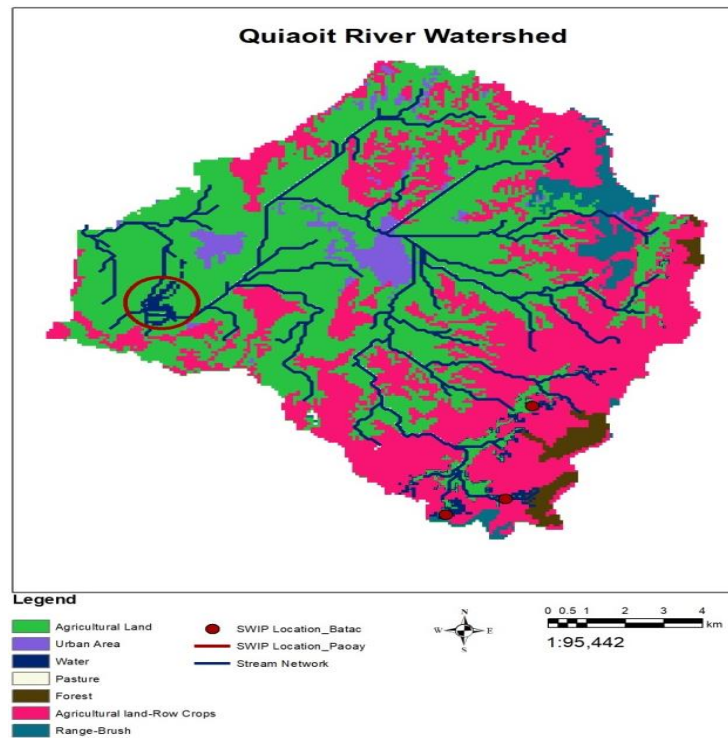 Quiaoit River Watershed
Legend
Agricultural Land
Urban Area
Water
Pasture
Forest
Agricultural land-Row Crops
Range-Brush
SWIP Location_Batac
SWIP Location_Paoay
Stream Network
N
W E
S
0 0.5 1 2 3 4
km
1:95,442